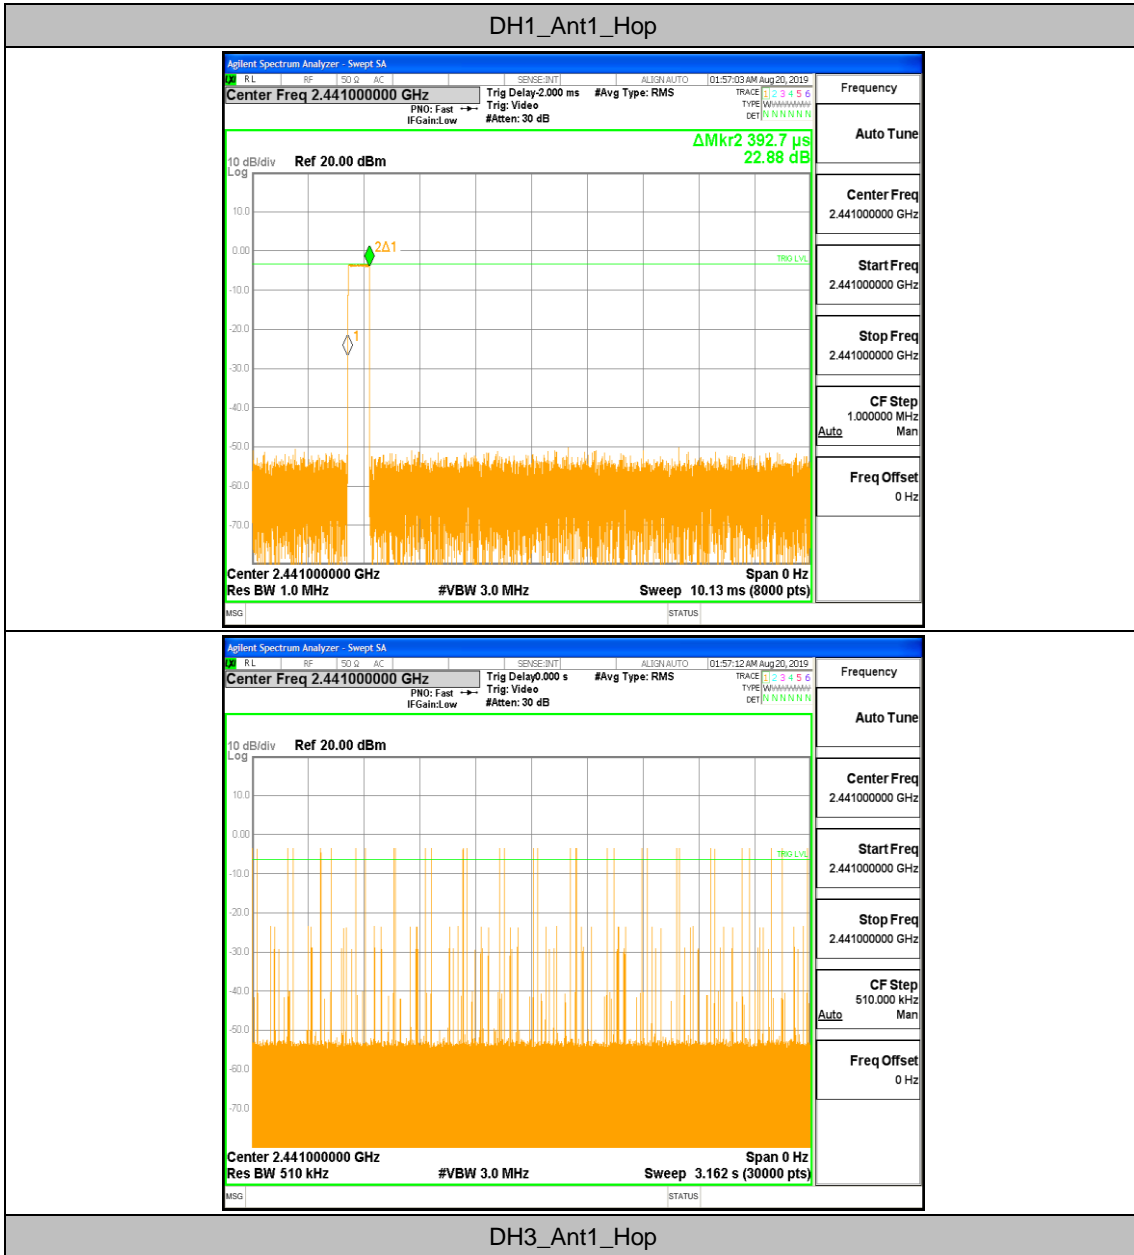 DH1_Ant1_Hop
Agilent Spectrum Analyzer - Swept SA
LXI RL RF 50 Ω AC SENSE:INT ALIGN AUTO 01:57:03 AM Aug 20, 2019
Center Freq 2.441000000 GHz
PNO: Fast
IFGain:Low
Trig Delay-2.000 ms
Trig: Video
#Atten: 30 dB
#Avg Type: RMS
TRACE 1 2 3 4 5 6
TYPE WWWWWW
DET N N N N N N
ΔMkr2 392.7 µs
22.88 dB
10 dB/div Ref 20.00 dBm
Log
10.0
0.00
-10.0
-20.0
-30.0
-40.0
-50.0
-60.0
-70.0
2Δ1
TRIG LVL
1
Center 2.441000000 GHz Span 0 Hz
Res BW 1.0 MHz #VBW 3.0 MHz Sweep 10.13 ms (8000 pts)
MSG STATUS
Frequency
Auto Tune
Center Freq
2.441000000 GHz
Start Freq
2.441000000 GHz
Stop Freq
2.441000000 GHz
CF Step
1.000000 MHz
Auto Man
Freq Offset
0 Hz
Agilent Spectrum Analyzer - Swept SA
LXI RL RF 50 Ω AC SENSE:INT ALIGN AUTO 01:57:12 AM Aug 20, 2019
Center Freq 2.441000000 GHz
PNO: Fast
IFGain:Low
Trig Delay0.000 s
Trig: Video
#Atten: 30 dB
#Avg Type: RMS
TRACE 1 2 3 4 5 6
TYPE WWWWWW
DET N N N N N N
10 dB/div Ref 20.00 dBm
Log
10.0
0.00
-10.0
-20.0
-30.0
-40.0
-50.0
-60.0
-70.0
TRIG LVL
Center 2.441000000 GHz Span 0 Hz
Res BW 510 kHz #VBW 3.0 MHz Sweep 3.162 s (30000 pts)
MSG STATUS
Frequency
Auto Tune
Center Freq
2.441000000 GHz
Start Freq
2.441000000 GHz
Stop Freq
2.441000000 GHz
CF Step
510.000 kHz
Auto Man
Freq Offset
0 Hz
DH3_Ant1_Hop